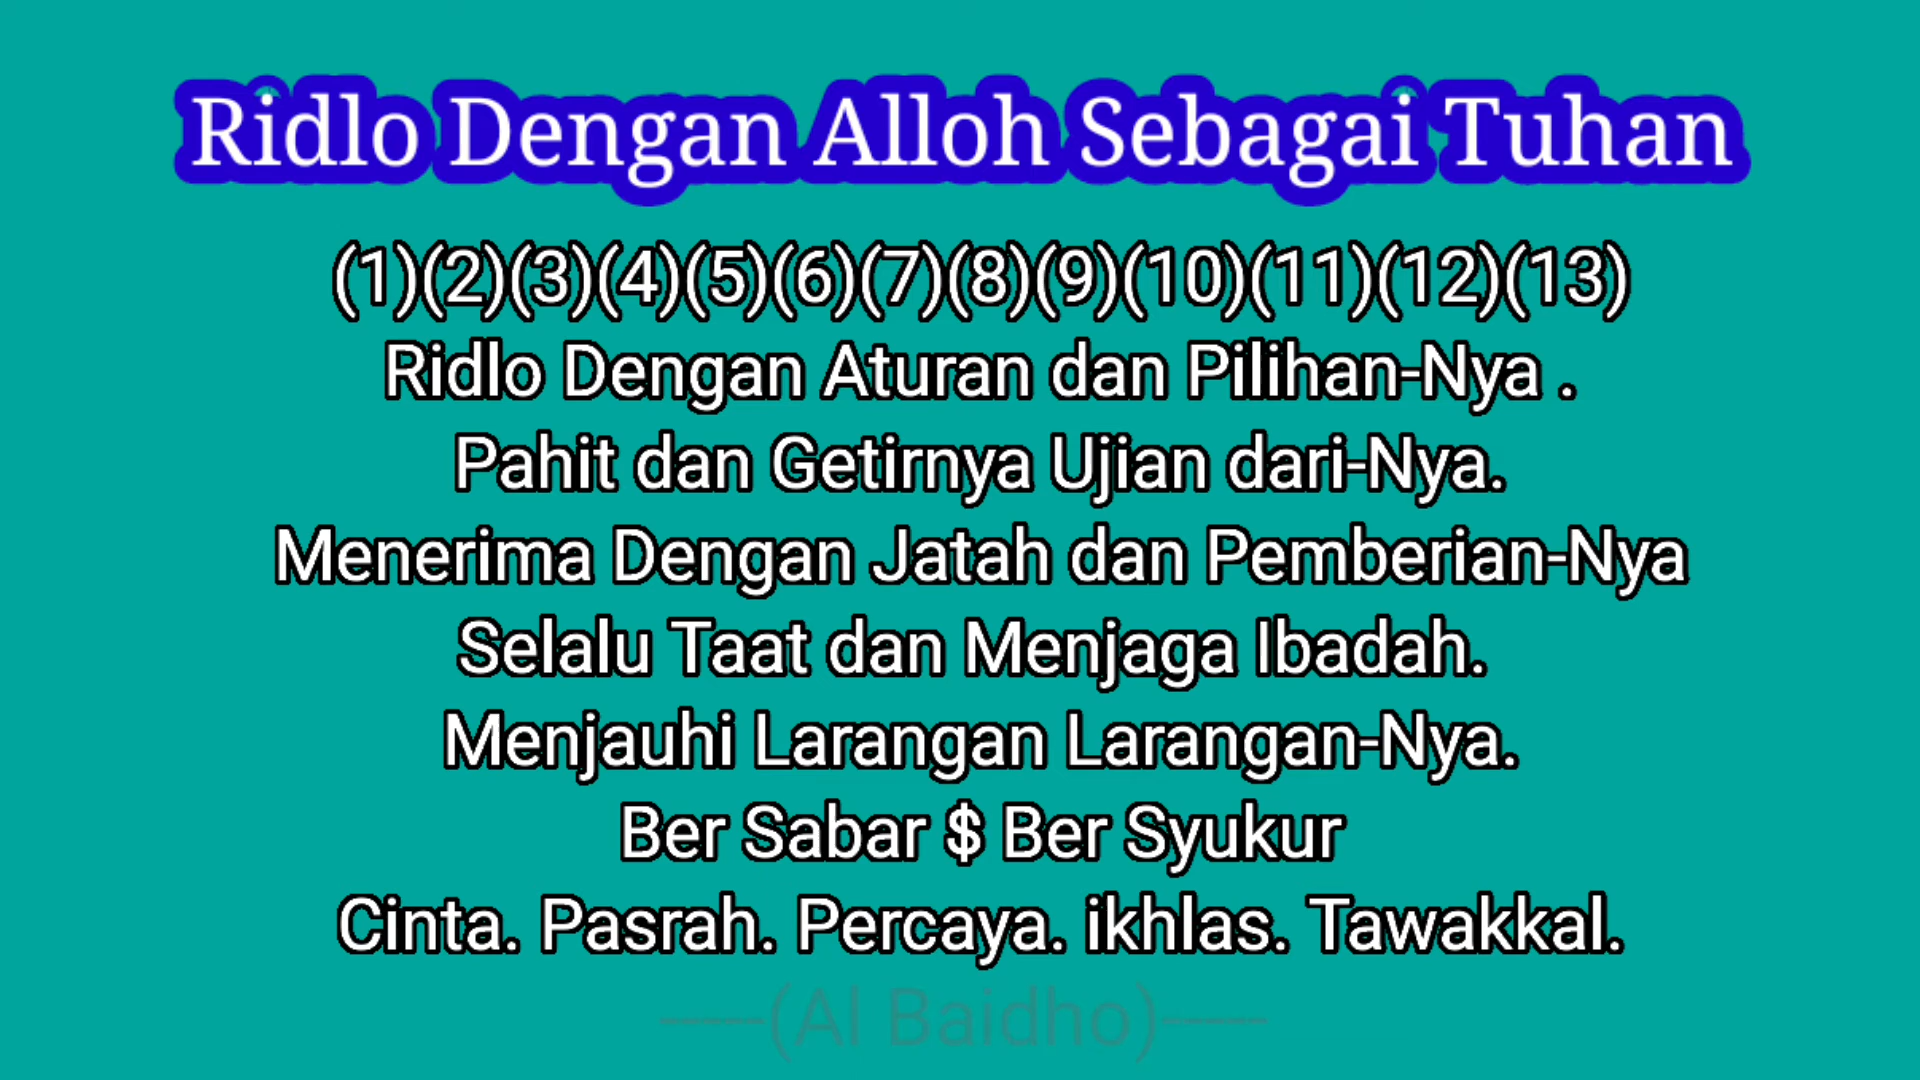 Ridlo Dengan Alloh Sebagai Tuhan
(1)(2)(3)(4)(5)(6)(7)(8)(9)(10)(11)(12)(13)
Ridlo Dengan Aturan dan Pilihan-Nya .
Pahit dan Getirnya Ujian dari-Nya.
Menerima Dengan Jatah dan Pemberian-Nya
Selalu Taat dan Menjaga Ibadah.
Menjauhi Larangan Larangan-Nya.
Ber Sabar $ Ber Syukur
Cinta. Pasrah. Percaya. ikhlas. Tawakkal.
----(Al Baidho)----